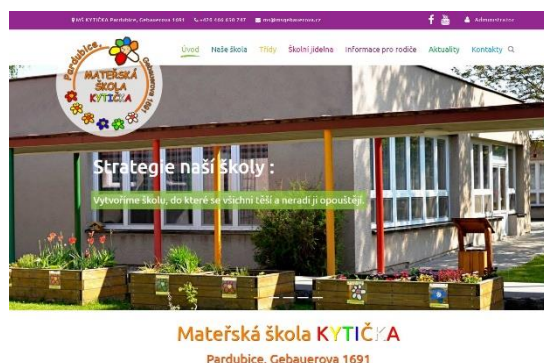 MŠ KYTIČKA Pardubice, Gebauerova 1691
Administrace
Úvod Naše škola Třídy Školní jídelna Informace pro rodiče Aktuality Kontakty
Pardubice, Gebauerova 1691
MATEŘSKÁ
ŠKOLA
KYTIČKA
Strategie naší školy :
Vytvoříme školu, do které se všichni těší a neradi ji opouštějí.
Mateřská škola KYTIČKA
Pardubice, Gebauerova 1691